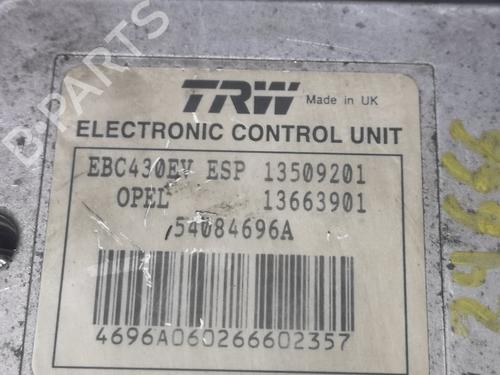 TRW Made in UK
ELECTRONIC CONTROL UNIT
EBC430EV ESP 13509201
OPEL 13663901
54084696A
4696A060266602357
B-PARTS